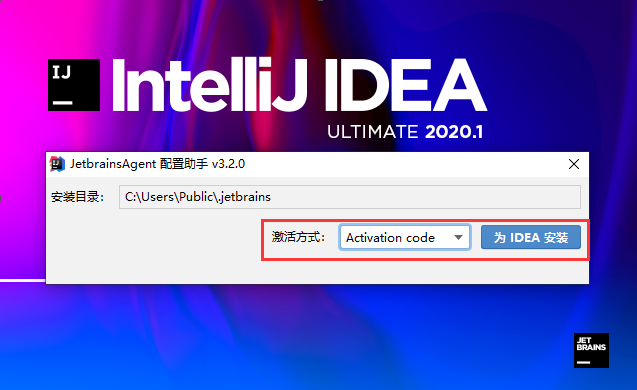 IJ
IntelliJ IDEA
ULTIMATE 2020.1
JetbrainsAgent 配置助手 v3.2.0
安装目录： C:\Users\Public\.jetbrains
激活方式： Activation code 为 IDEA 安装
JET
BRAINS